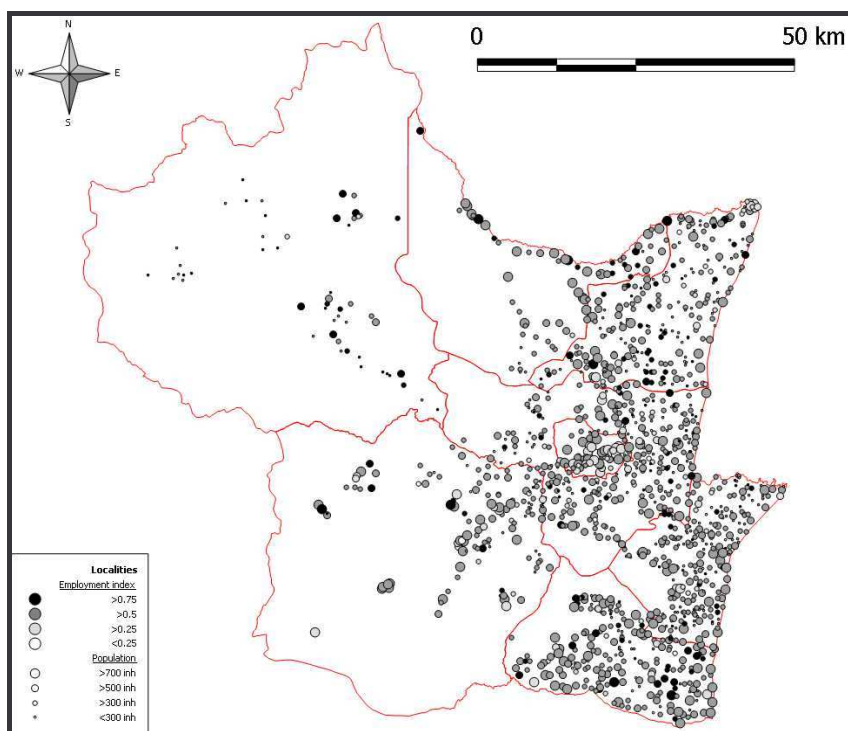 N
W E
S
0 50 km
Localities
Employment index
>0.75
>0.5
>0.25
<0.25
Population
>700 inh
>500 inh
>300 inh
<300 inh